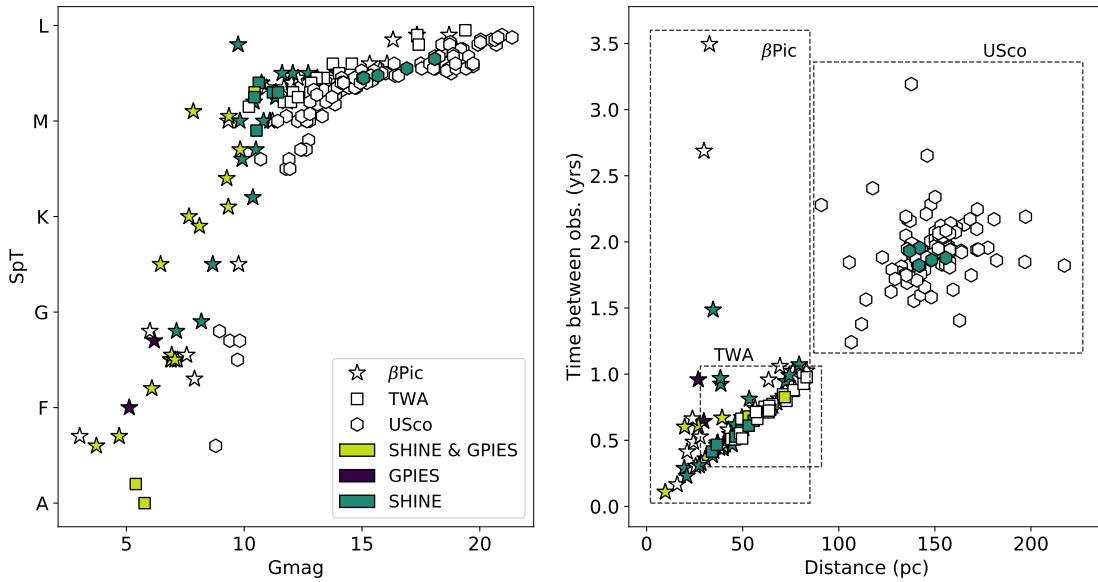 L
M
K
G
F
A
SpT
5
10
15
20
Gmag
βPic
TWA
USco
SHINE & GPIES
GPIES
SHINE
3.5
3.0
2.5
2.0
1.5
1.0
0.5
0.0
Time between obs. (yrs)
0
50
100
150
200
Distance (pc)
βPic
USco
TWA